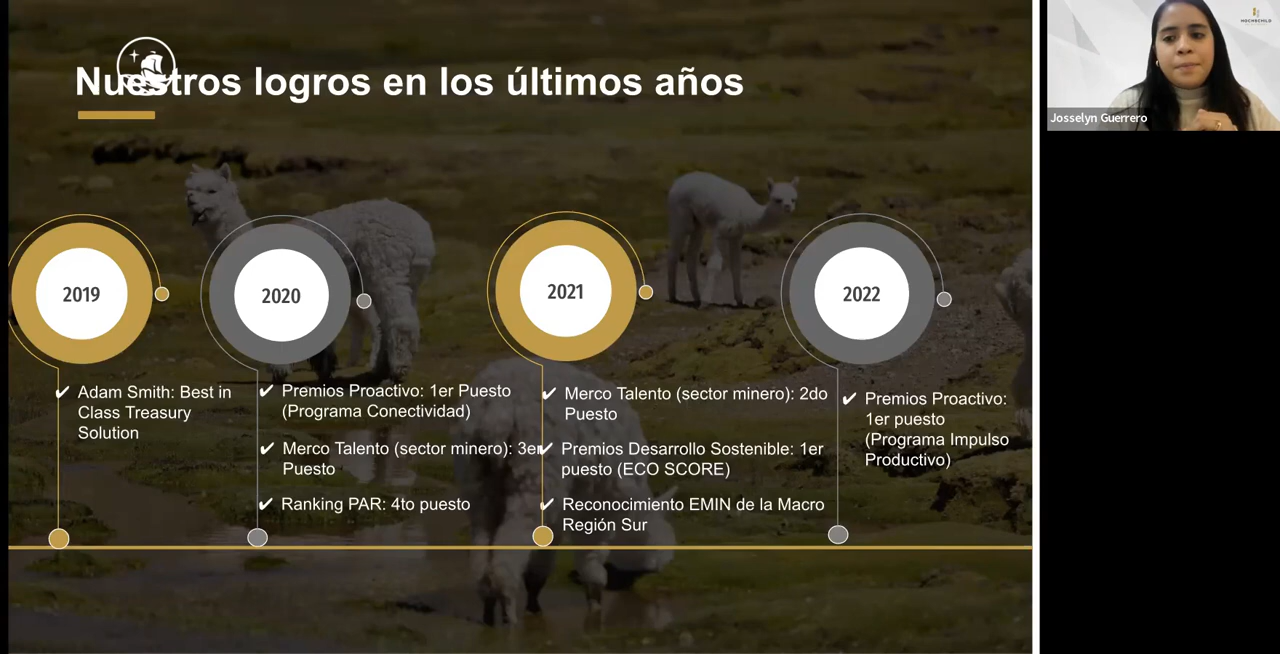 Nuestros logros en los últimos años
HOCHSCHILD
Josselyn Guerrero
2019
2020
2021
2022
✔ Adam Smith: Best in
Class Treasury
Solution
✔ Premios Proactivo: 1er Puesto
(Programa Conectividad)
✔ Merco Talento (sector minero): 3er
Puesto
✔ Ranking PAR: 4to puesto
✔ Merco Talento (sector minero): 2do
Puesto
✔ Premios Desarrollo Sostenible: 1er
puesto (ECO SCORE)
✔ Reconocimiento EMIN de la Macro
Región Sur
✔ Premios Proactivo:
1er puesto
(Programa Impulso
Productivo)